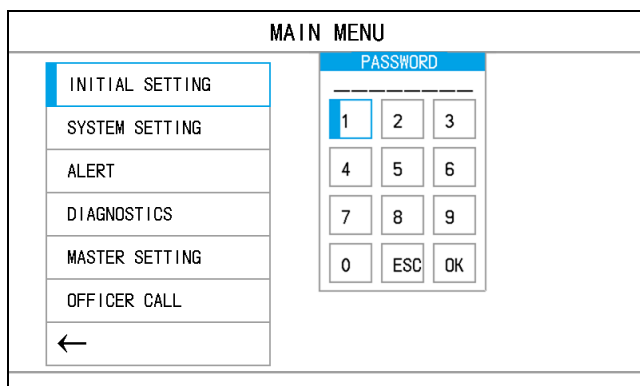 MAIN MENU
INITIAL SETTING
SYSTEM SETTING
ALERT
DIAGNOSTICS
MASTER SETTING
OFFICER CALL
←
PASSWORD
________
1 2 3
4 5 6
7 8 9
0 ESC OK